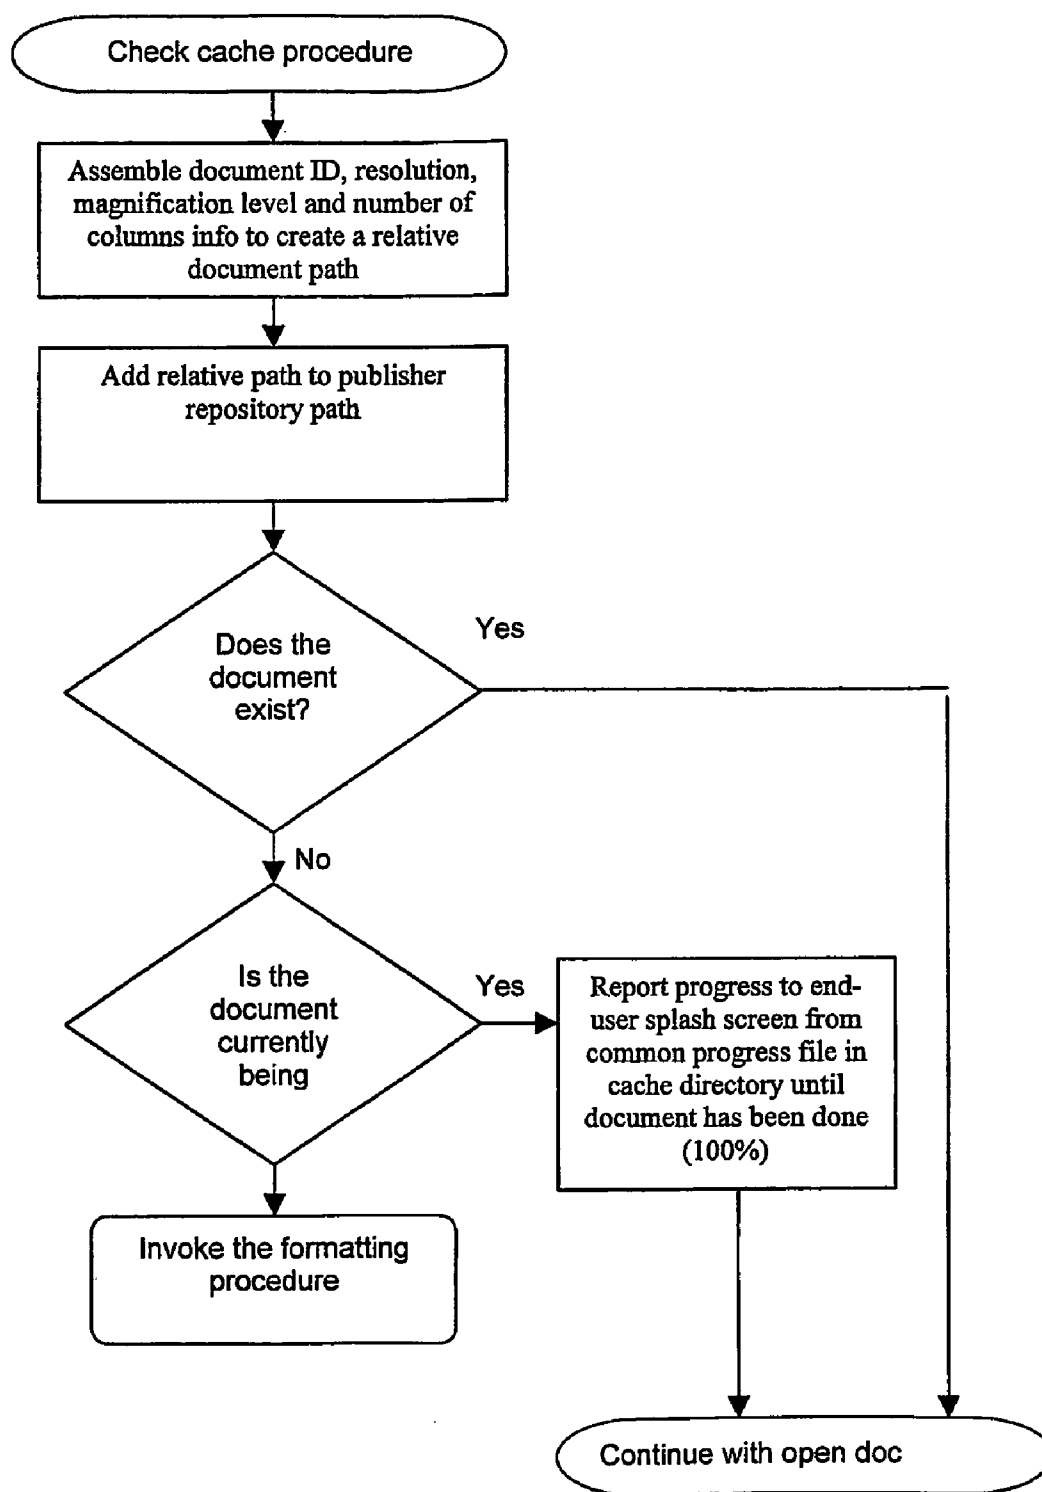 Check cache procedure
Assemble document ID, resolution,
magnification level and number of
columns info to create a relative
document path
Add relative path to publisher
repository path
Does the
document
exist?
Yes
No
Is the
document
currently
being
Yes
Report progress to end-
user splash screen from
common progress file in
cache directory until
document has been done
(100%)
Invoke the formatting
procedure
Continue with open doc